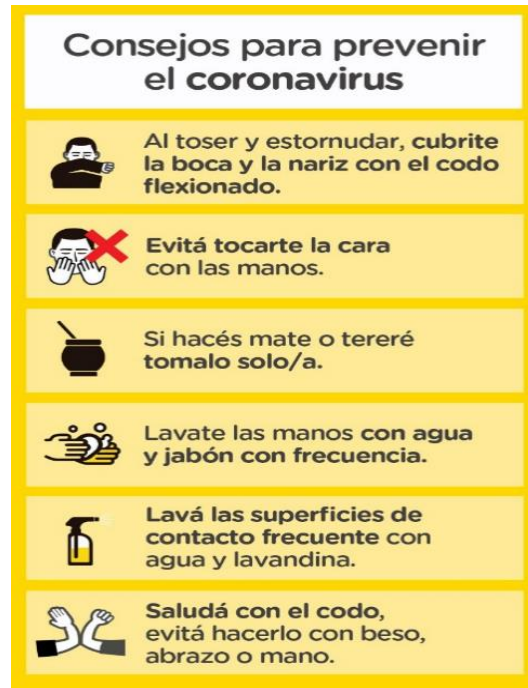 Consejos para prevenir
el coronavirus
Al toser y estornudar, cubrite
la boca y la nariz con el codo
flexionado.
Evitá tocarte la cara
con las manos.
Si hacés mate o tereré
tomalo solo/a.
Lavate las manos con agua
y jabón con frecuencia.
Lavá las superficies de
contacto frecuente con
agua y lavandina.
Saludá con el codo,
evitá hacerlo con beso,
abrazo o mano.